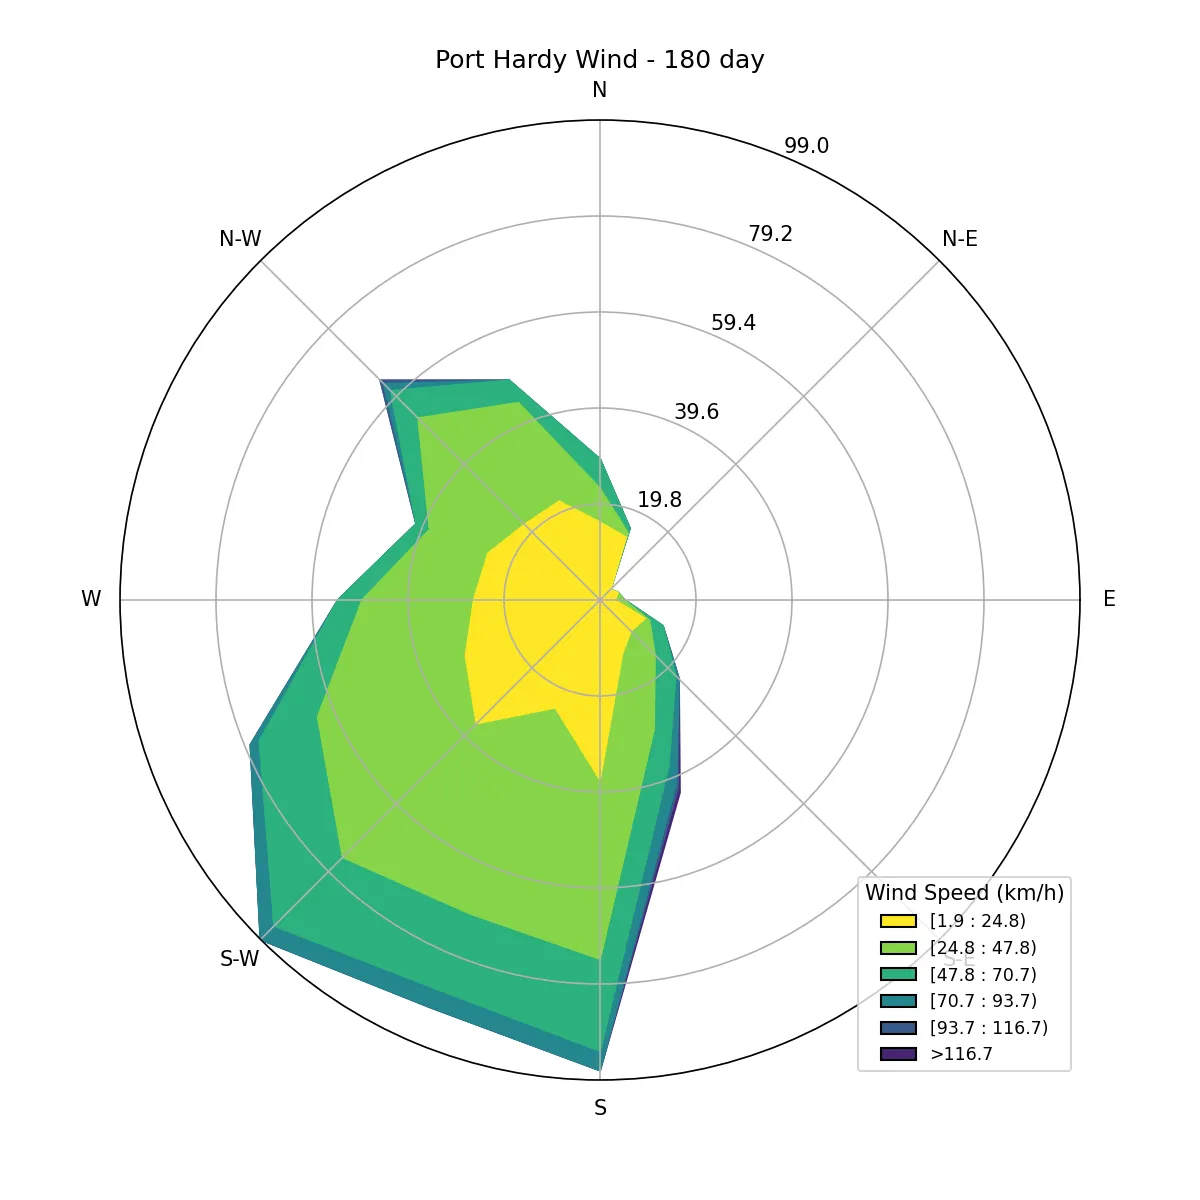 Port Hardy Wind - 180 day
N
99.0
79.2
N-W
N-E
59.4
39.6
19.8
W
E
Wind Speed (km/h)
[1.9 : 24.8)
[24.8 : 47.8)
S-W
S-E
[47.8 : 70.7)
[70.7 : 93.7)
[93.7 : 116.7)
>116.7
S